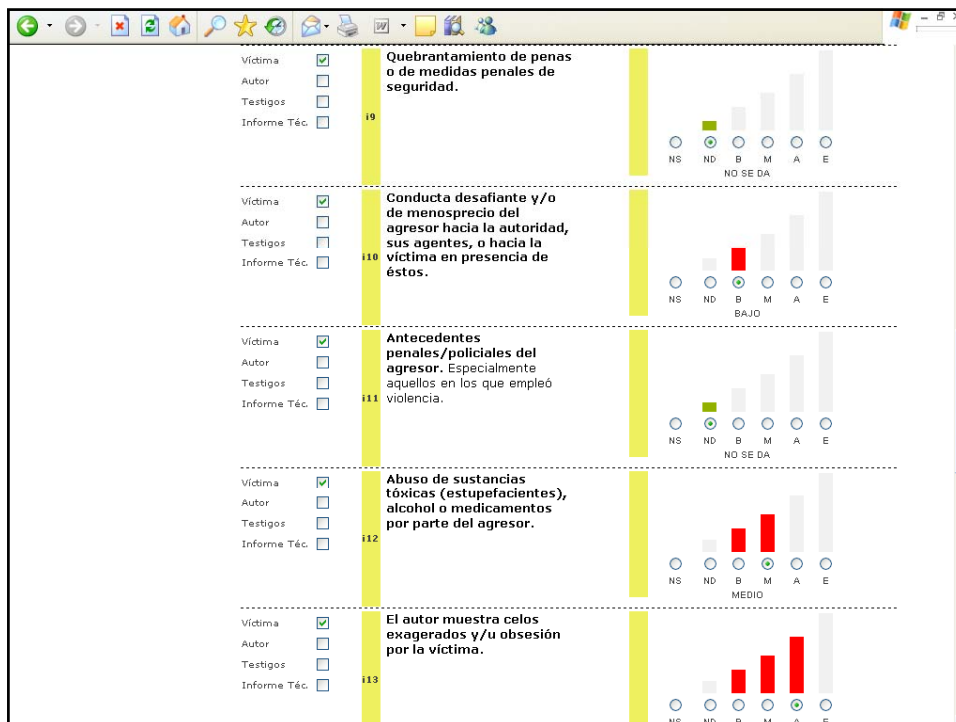 Víctima
Autor
Testigos
Informe Téc.
i9
Quebrantamiento de penas
o de medidas penales de
seguridad.
NS ND B M A E
NO SE DA
Víctima
Autor
Testigos
Informe Téc.
i10
Conducta desafiante y/o
de menosprecio del
agresor hacia la autoridad,
sus agentes, o hacia la
víctima en presencia de
éstos.
NS ND B M A E
BAJO
Víctima
Autor
Testigos
Informe Téc.
i11
Antecedentes
penales/policiales del
agresor. Especialmente
aquellos en los que empleó
violencia.
NS ND B M A E
NO SE DA
Víctima
Autor
Testigos
Informe Téc.
i12
Abuso de sustancias
tóxicas (estupefacientes),
alcohol o medicamentos
por parte del agresor.
NS ND B M A E
MEDIO
Víctima
Autor
Testigos
Informe Téc.
i13
El autor muestra celos
exagerados y/u obsesión
por la víctima.
NS ND B M A E